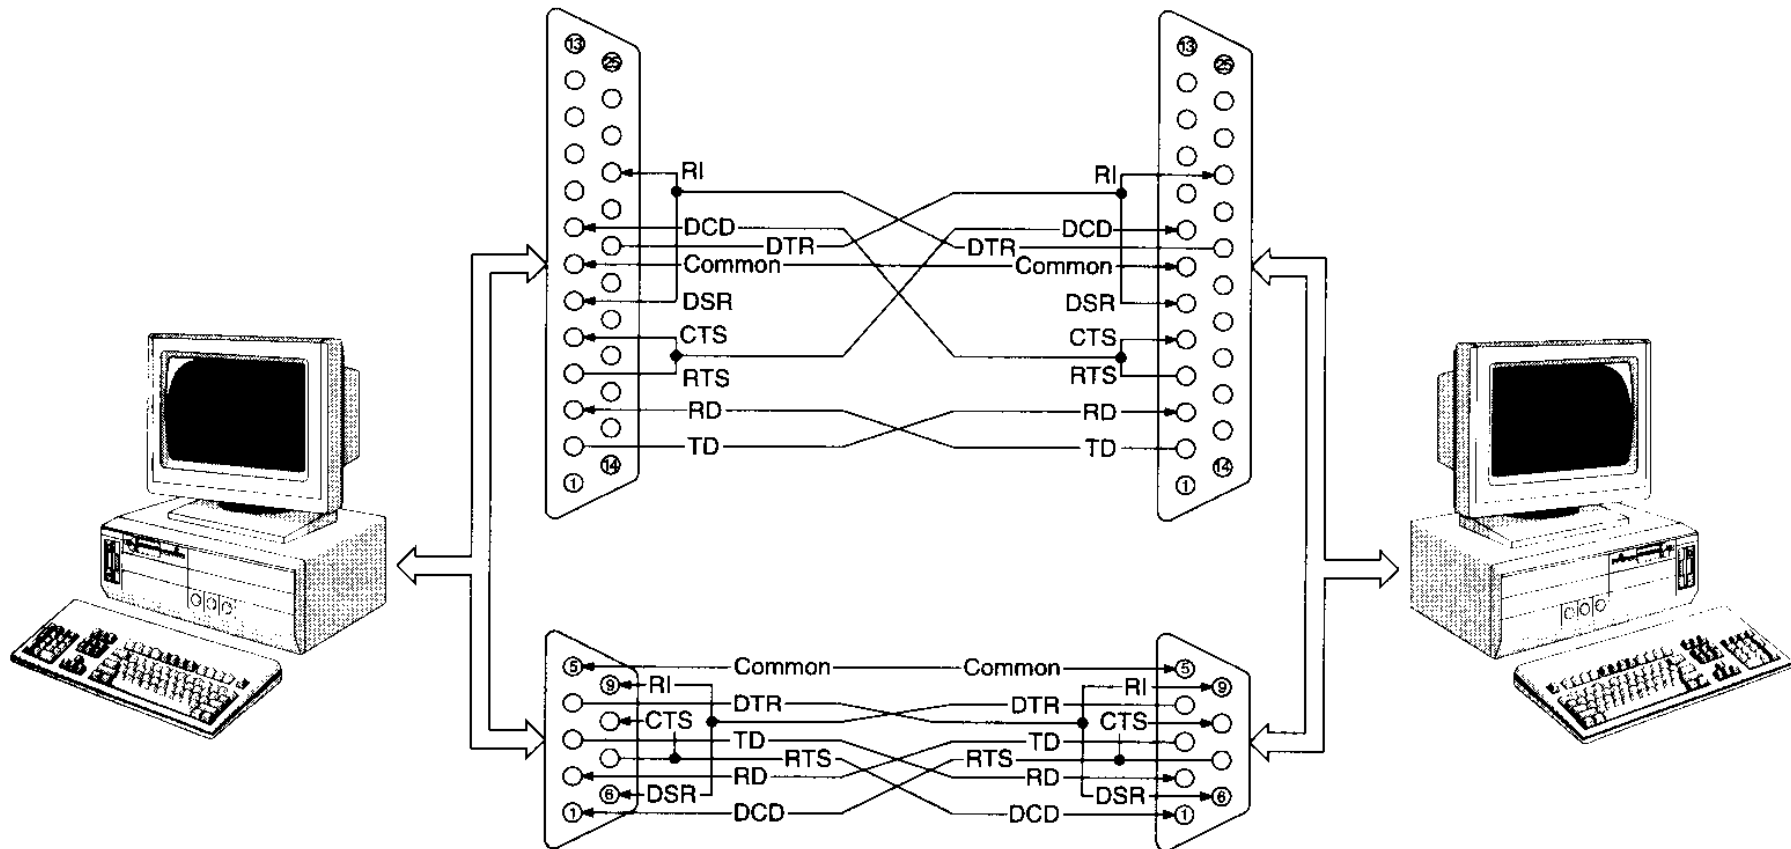 13 13
25 25
RI RI
DCD DCD
DTR DTR
Common Common
DSR DSR
CTS CTS
RTS RTS
RD RD
TD TD
14 14
1 1
5 Common Common 5
9 RI RI 9
DTR DTR
CTS CTS
TD TD
RTS RTS
RD RD
6 DSR DSR 6
1 DCD DCD 1